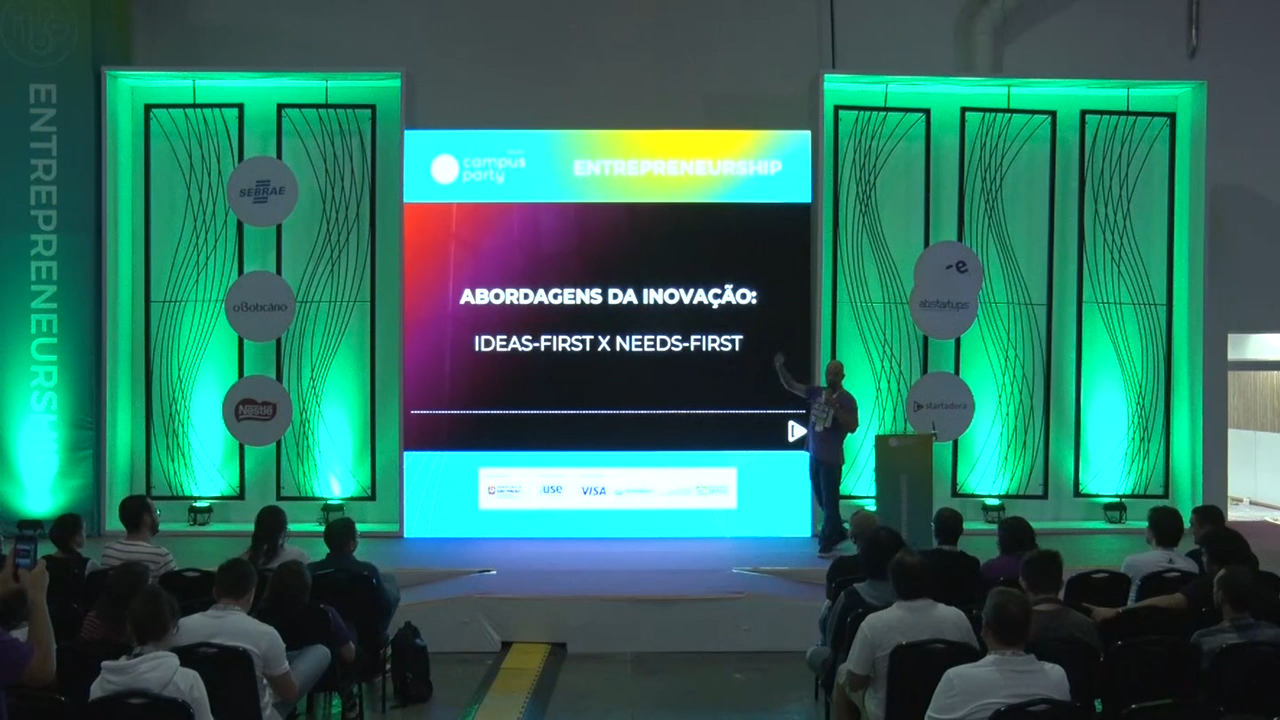 ENTREPRENEURSHIP
SEBRAE
oBoticário
Nestlé
campus
party
ENTREPRENEURSHIP
ABORDAGENS DA INOVAÇÃO:
IDEAS-FIRST X NEEDS-FIRST
use
VISA
-e
abstartups
startadora